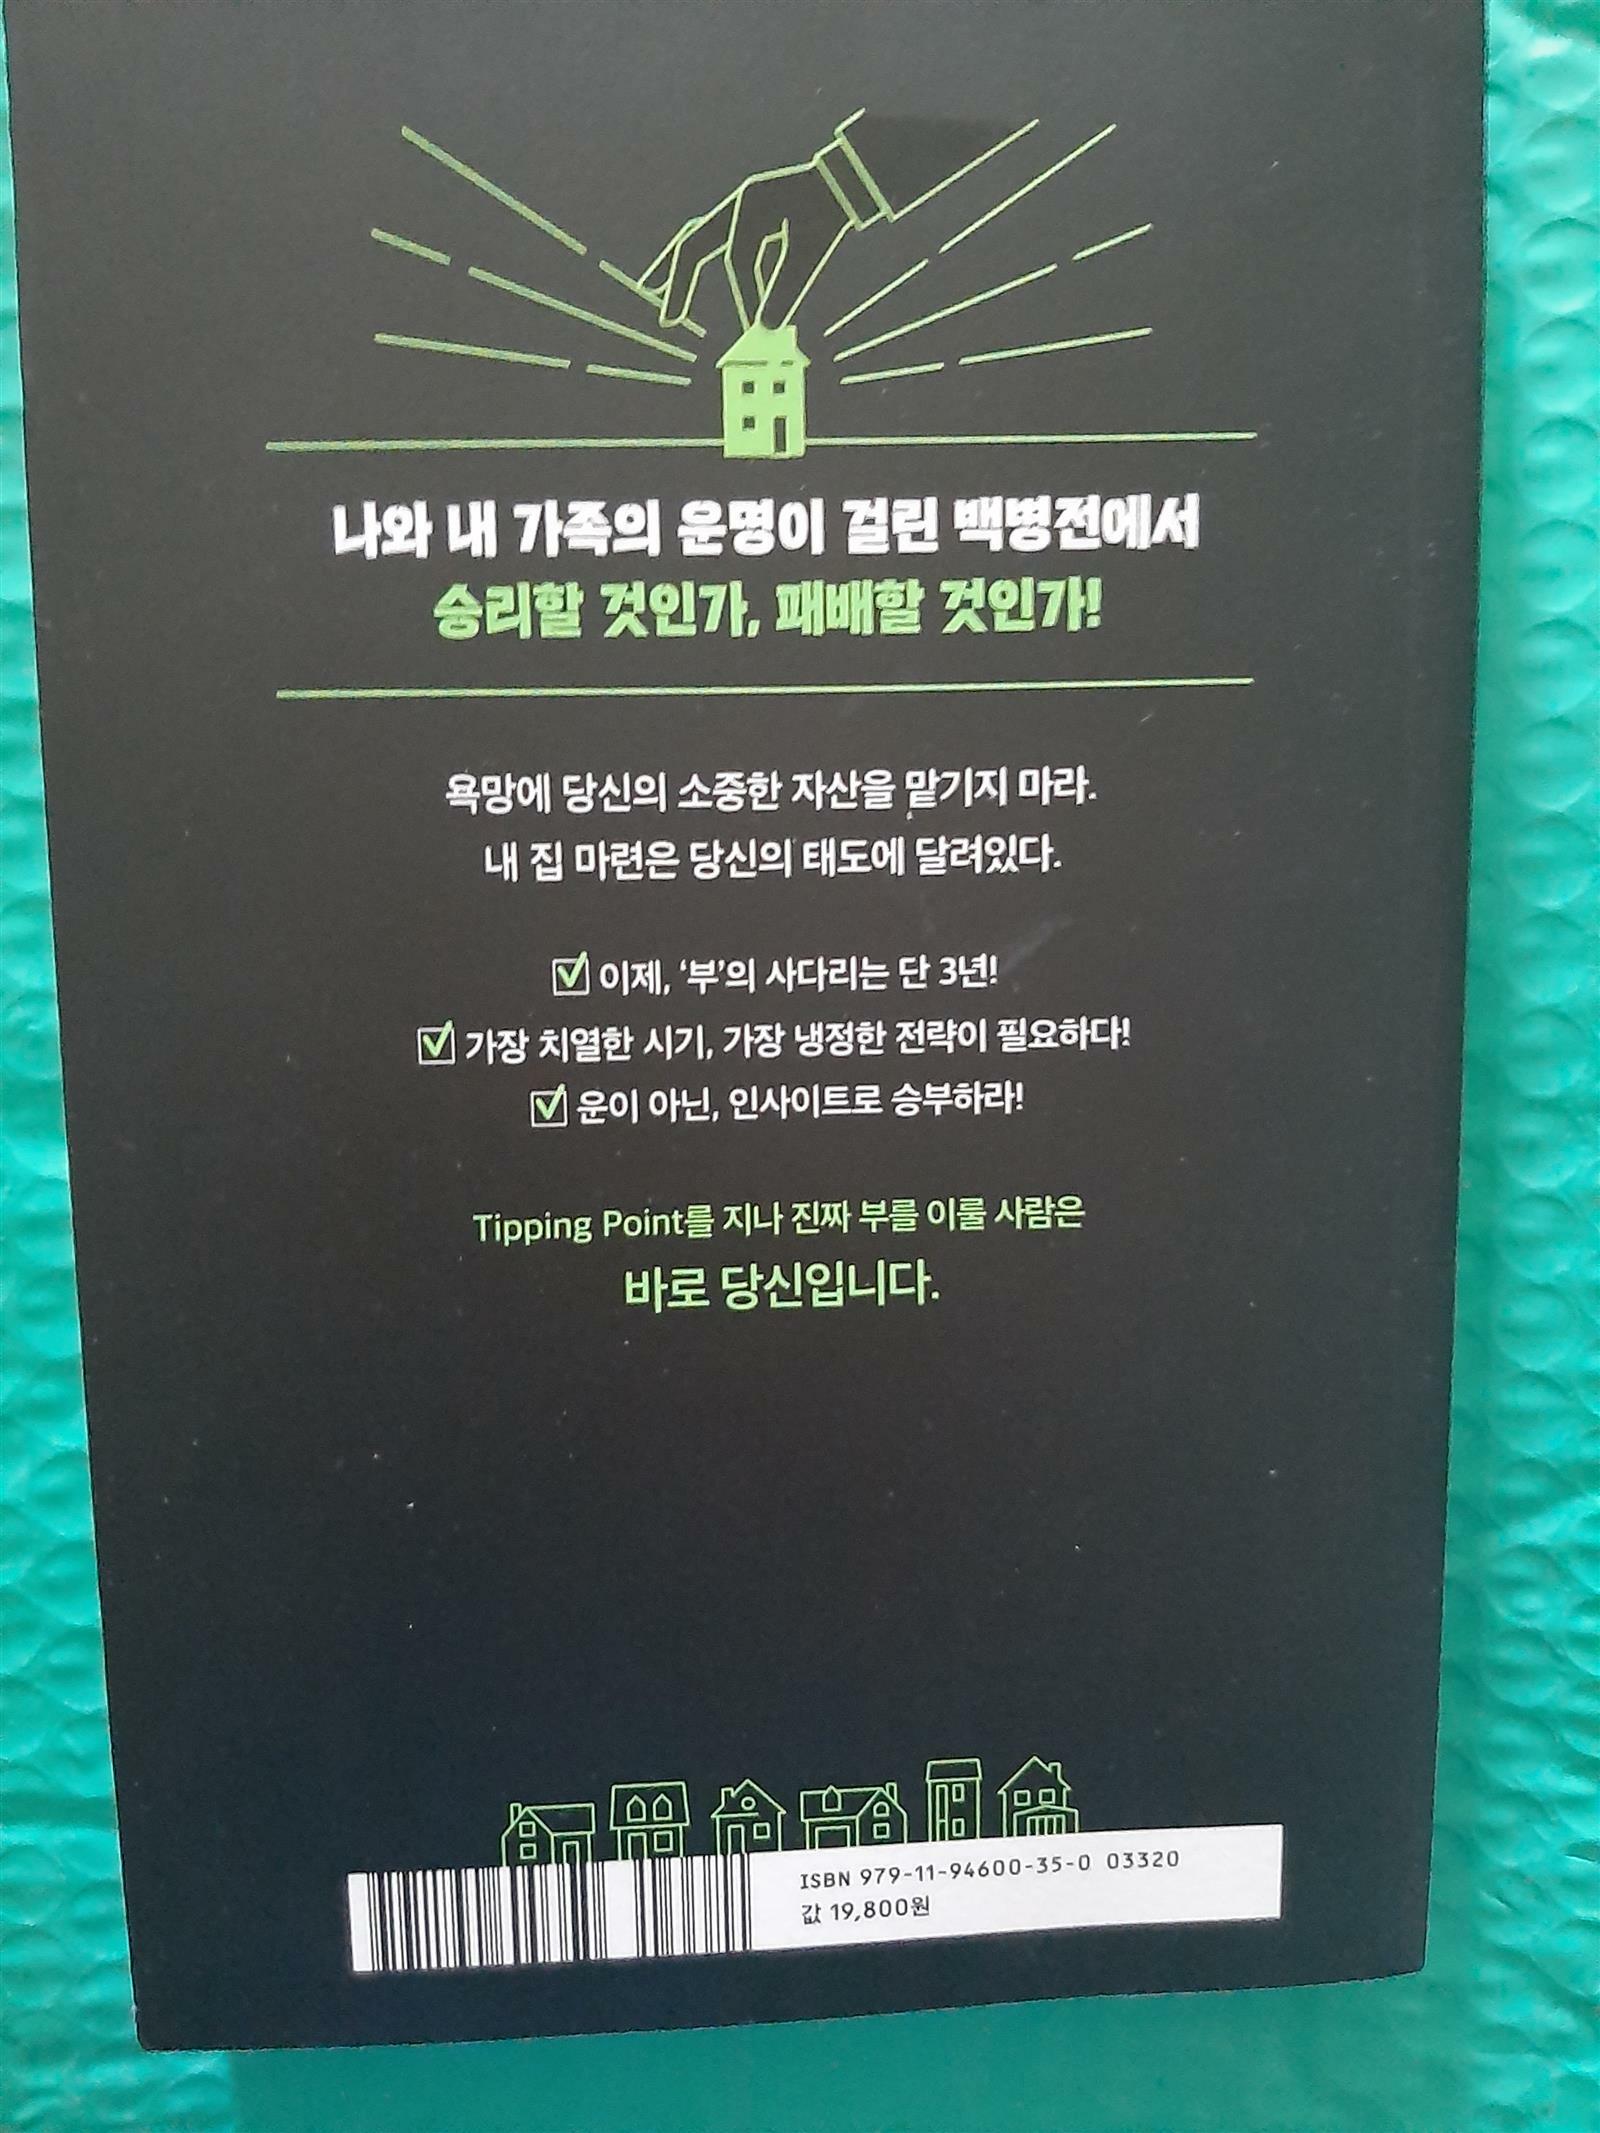 나와 내 가족의 운명이 걸린 백병전에서
승리할 것인가, 패배할 것인가!
욕망에 당신의 소중한 자산을 맡기지 마라.
내 집 마련은 당신의 태도에 달려있다.
이제, ‘부’의 사다리는 단 3년!
가장 치열한 시기, 가장 냉정한 전략이 필요하다!
운이 아닌, 인사이트로 승부하라!
Tipping Point를 지나 진짜 부를 이룰 사람은
바로 당신입니다.
ISBN 979-11-94600-35-0 03320
값 19,800원